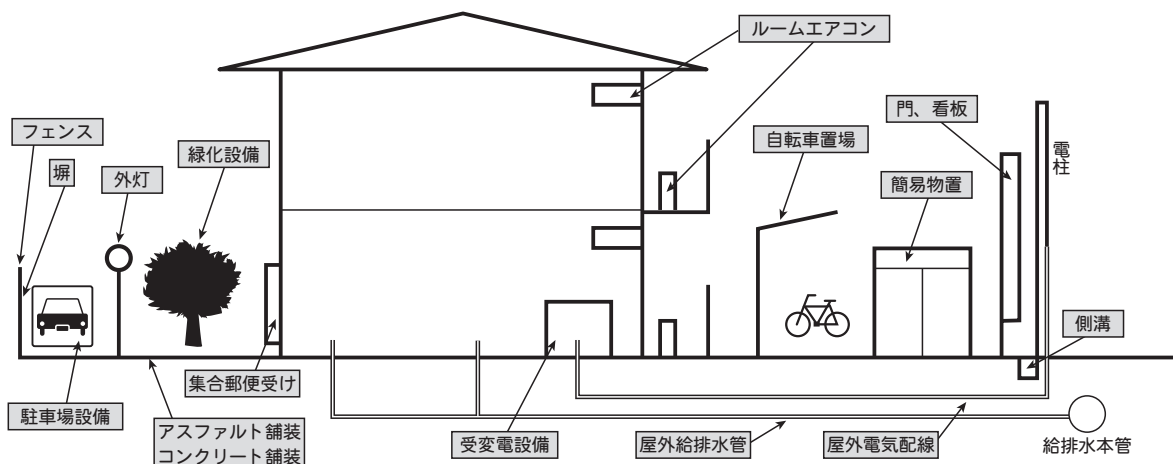 ルームエアコン
フェンス
塀
外灯
緑化設備
自転車置場
門、看板
簡易物置
電柱
側溝
駐車場設備
集合郵便受け
アスファルト舗装
コンクリート舗装
受変電設備
屋外給排水管
屋外電気配線
給排水本管